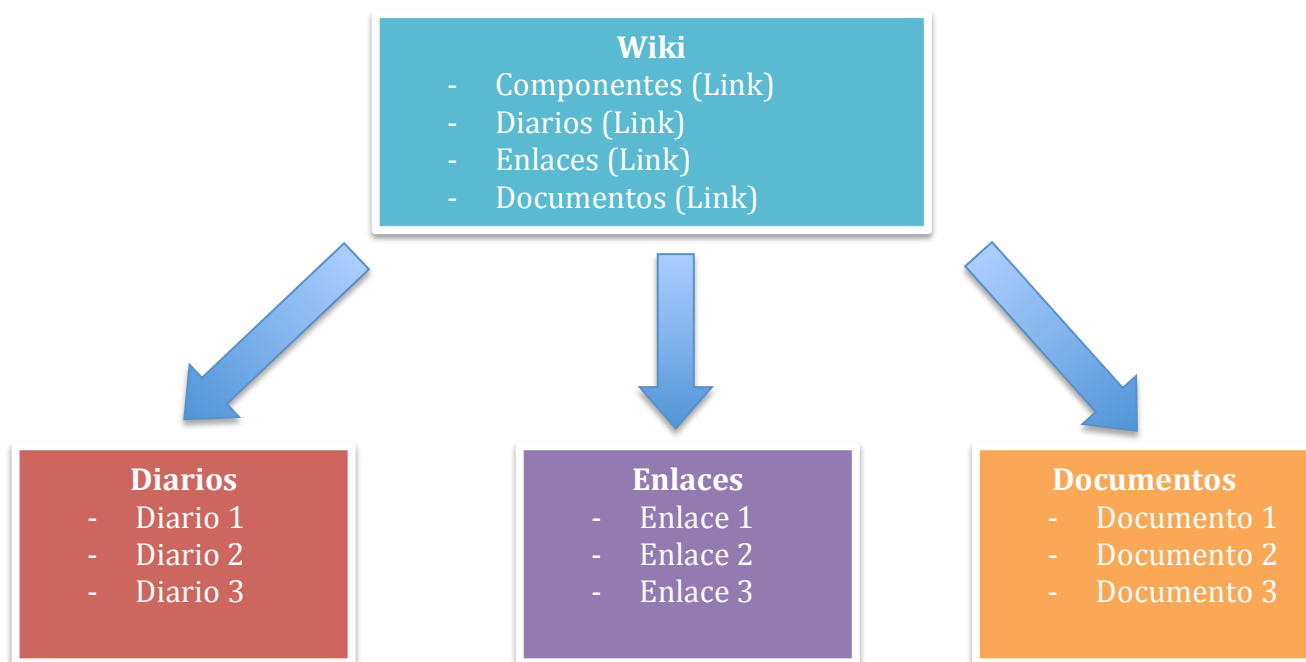 Wiki
- Componentes (Link)
- Diarios (Link)
- Enlaces (Link)
- Documentos (Link)
Diarios
- Diario 1
- Diario 2
- Diario 3
Enlaces
- Enlace 1
- Enlace 2
- Enlace 3
Documentos
- Documento 1
- Documento 2
- Documento 3